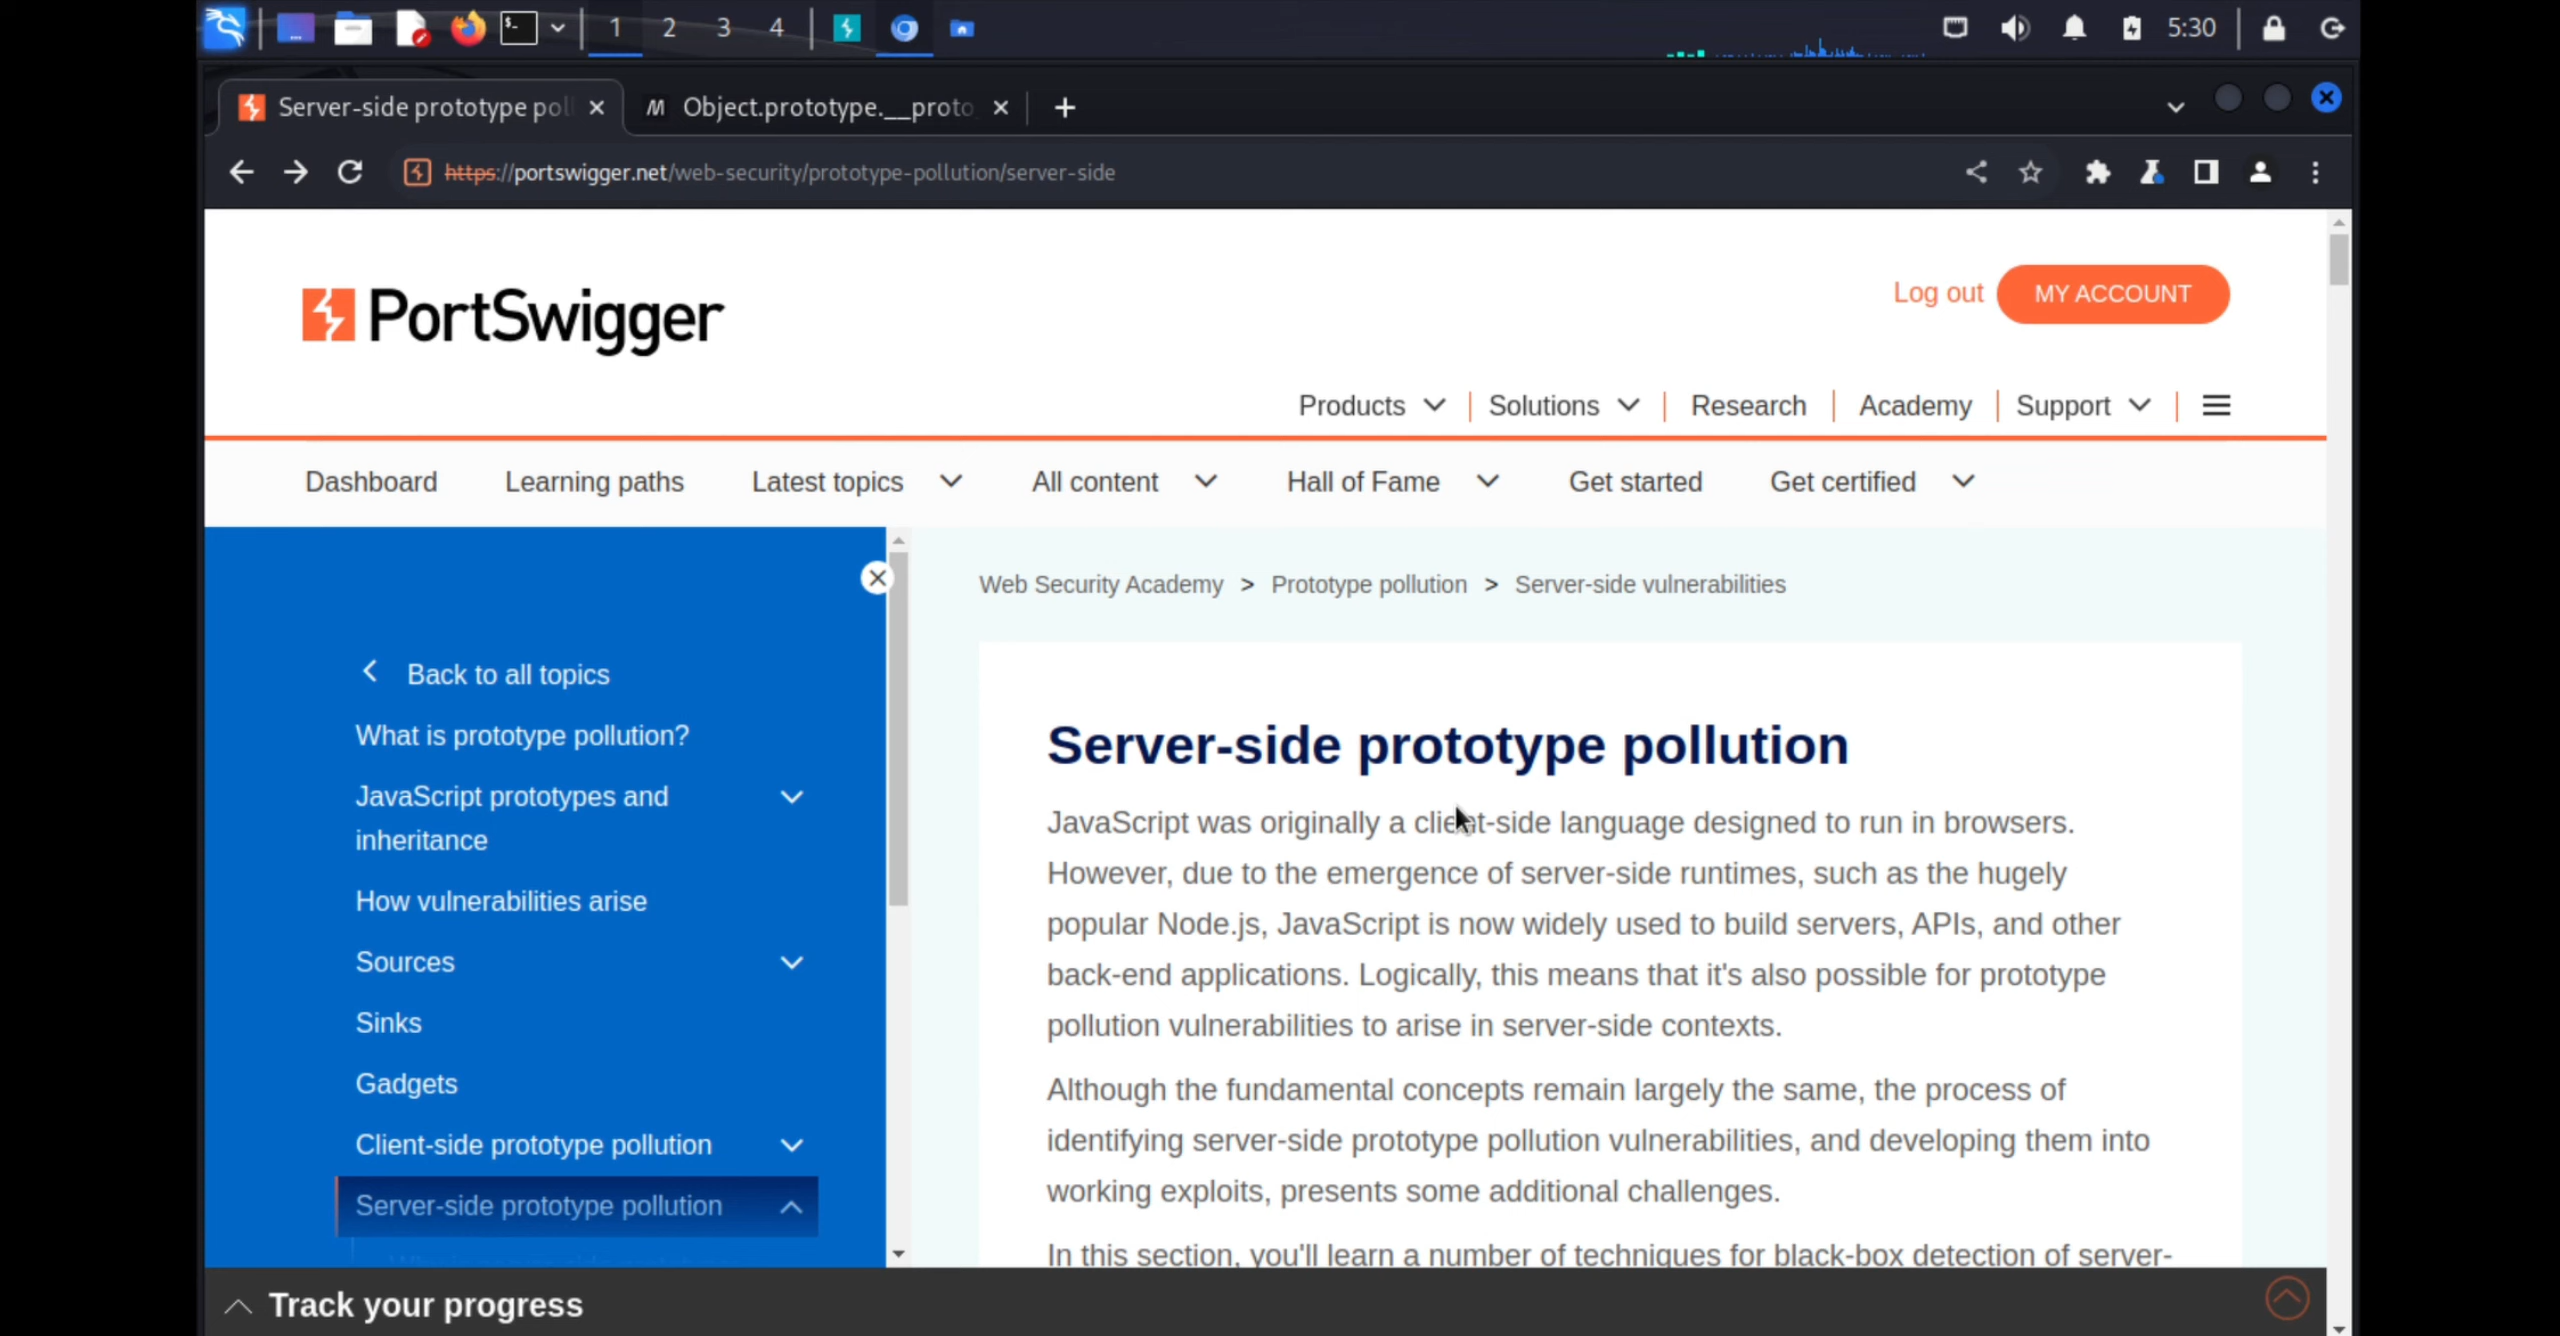 1 2 3 4 5:30
Server-side prototype pol
Object.prototype.__proto
https://portswigger.net/web-security/prototype-pollution/server-side
PortSwigger
Log out MY ACCOUNT
Products Solutions Research Academy Support
Dashboard Learning paths Latest topics All content Hall of Fame Get started Get certified
Back to all topics
What is prototype pollution?
JavaScript prototypes and
inheritance
How vulnerabilities arise
Sources
Sinks
Gadgets
Client-side prototype pollution
Server-side prototype pollution
Web Security Academy > Prototype pollution > Server-side vulnerabilities
Server-side prototype pollution
JavaScript was originally a client-side language designed to run in browsers.
However, due to the emergence of server-side runtimes, such as the hugely
popular Node.js, JavaScript is now widely used to build servers, APIs, and other
back-end applications. Logically, this means that it's also possible for prototype
pollution vulnerabilities to arise in server-side contexts.
Although the fundamental concepts remain largely the same, the process of
identifying server-side prototype pollution vulnerabilities, and developing them into
working exploits, presents some additional challenges.
In this section, you'll learn a number of techniques for black-box detection of server-
Track your progress